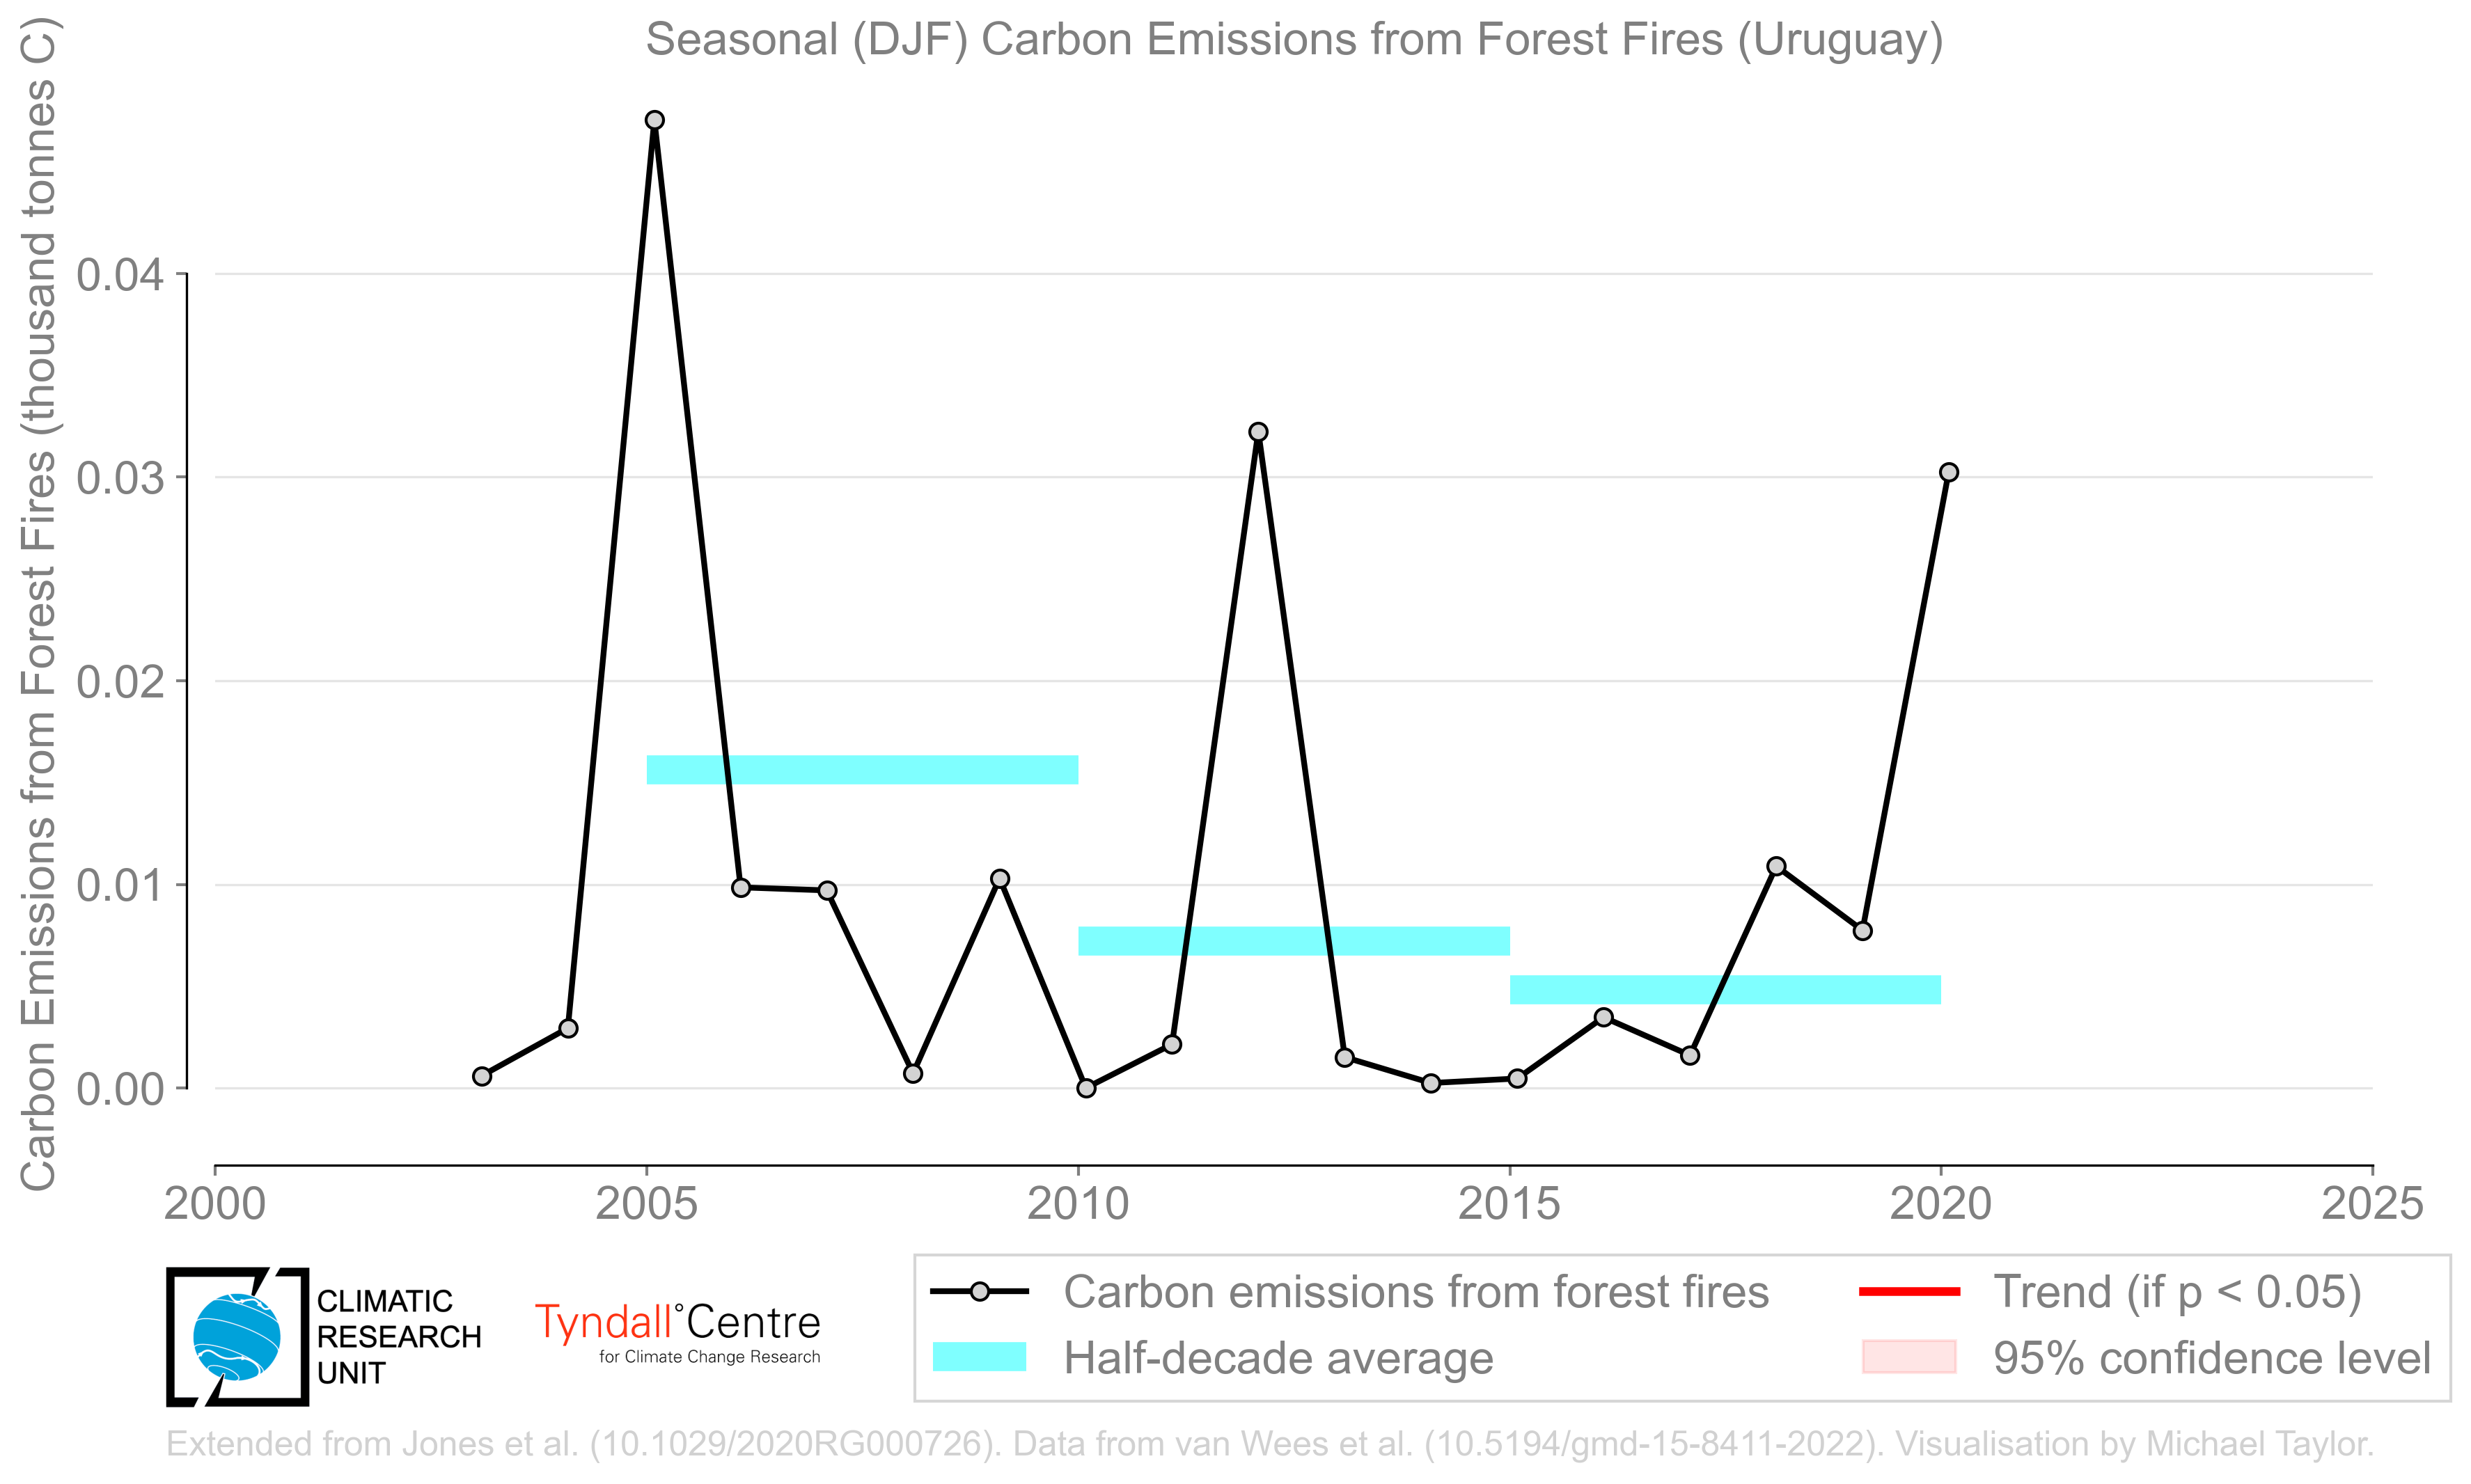 Seasonal (DJF) Carbon Emissions from Forest Fires (Uruguay)
Carbon Emissions from Forest Fires (thousand tonnes C)
0.04
0.03
0.02
0.01
0.00
2000 2005 2010 2015 2020 2025
CLIMATIC
RESEARCH
UNIT
Tyndall°Centre
for Climate Change Research
Carbon emissions from forest fires
Half-decade average
Trend (if p < 0.05)
95% confidence level
Extended from Jones et al. (10.1029/2020RG000726). Data from van Wees et al. (10.5194/gmd-15-8411-2022). Visualisation by Michael Taylor.